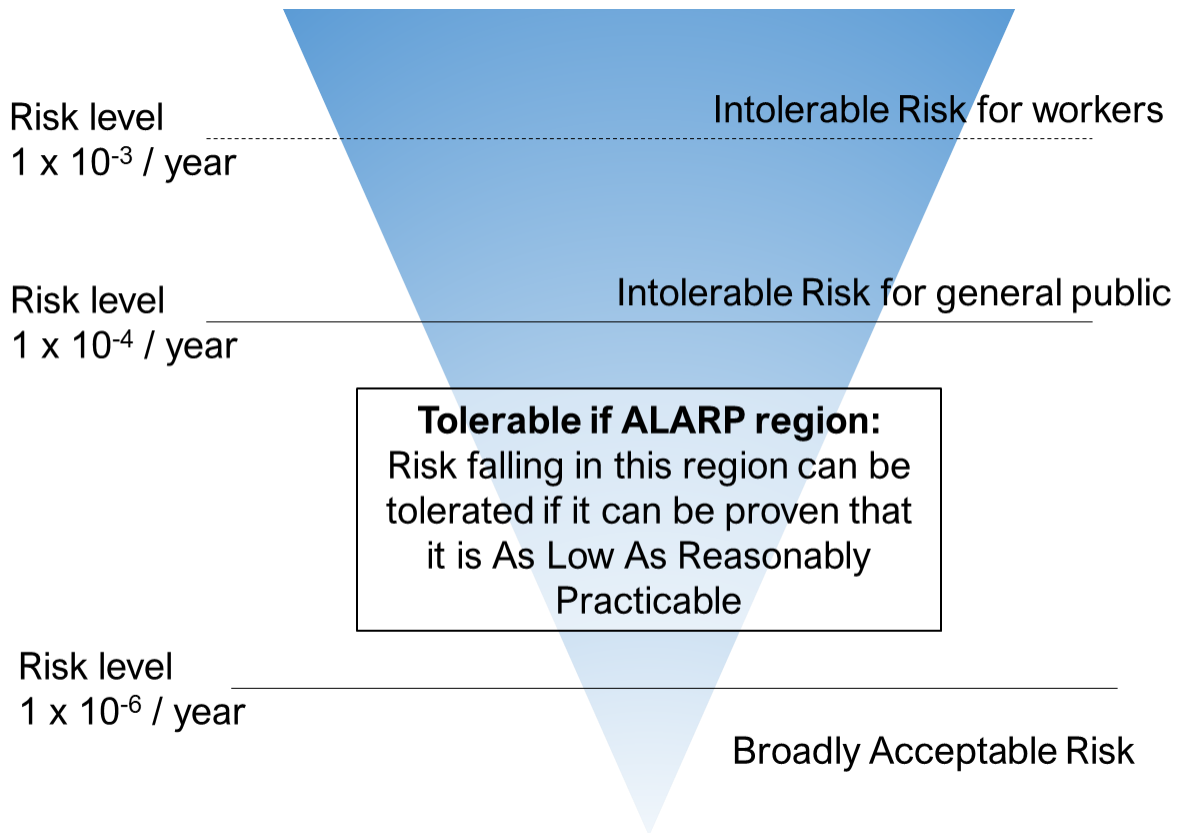 Risk level
1 x 10⁻³ / year
Intolerable Risk for workers
Risk level
1 x 10⁻⁴ / year
Intolerable Risk for general public
Tolerable if ALARP region:
Risk falling in this region can be
tolerated if it can be proven that
it is As Low As Reasonably
Practicable
Risk level
1 x 10⁻⁶ / year
Broadly Acceptable Risk